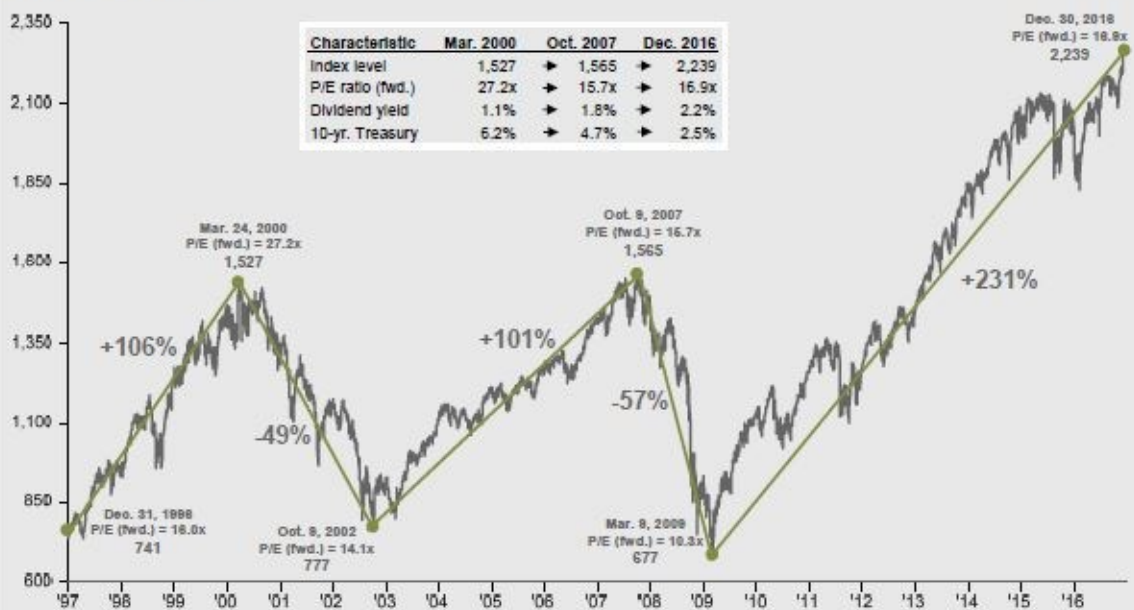 2,350
2,100
1,850
1,600
1,350
1,100
850
600
Characteristic Mar. 2000 Oct. 2007 Dec. 2016
Index level 1,527 ➔ 1,565 ➔ 2,239
P/E ratio (fwd.) 27.2x ➔ 15.7x ➔ 16.9x
Dividend yield 1.1% ➔ 1.8% ➔ 2.2%
10-yr. Treasury 6.2% ➔ 4.7% ➔ 2.5%
Dec. 30, 2016
P/E (fwd.) = 16.9x
2,239
Mar. 24, 2000
P/E (fwd.) = 27.2x
1,527
Oct. 9, 2007
P/E (fwd.) = 15.7x
1,565
+106%
-49%
+101%
-57%
+231%
Dec. 31, 1996
P/E (fwd.) = 16.0x
741
Oct. 9, 2002
P/E (fwd.) = 14.1x
777
Mar. 9, 2009
P/E (fwd.) = 10.3x
677
'97 '98 '99 '00 '01 '02 '03 '04 '05 '06 '07 '08 '09 '10 '11 '12 '13 '14 '15 '16